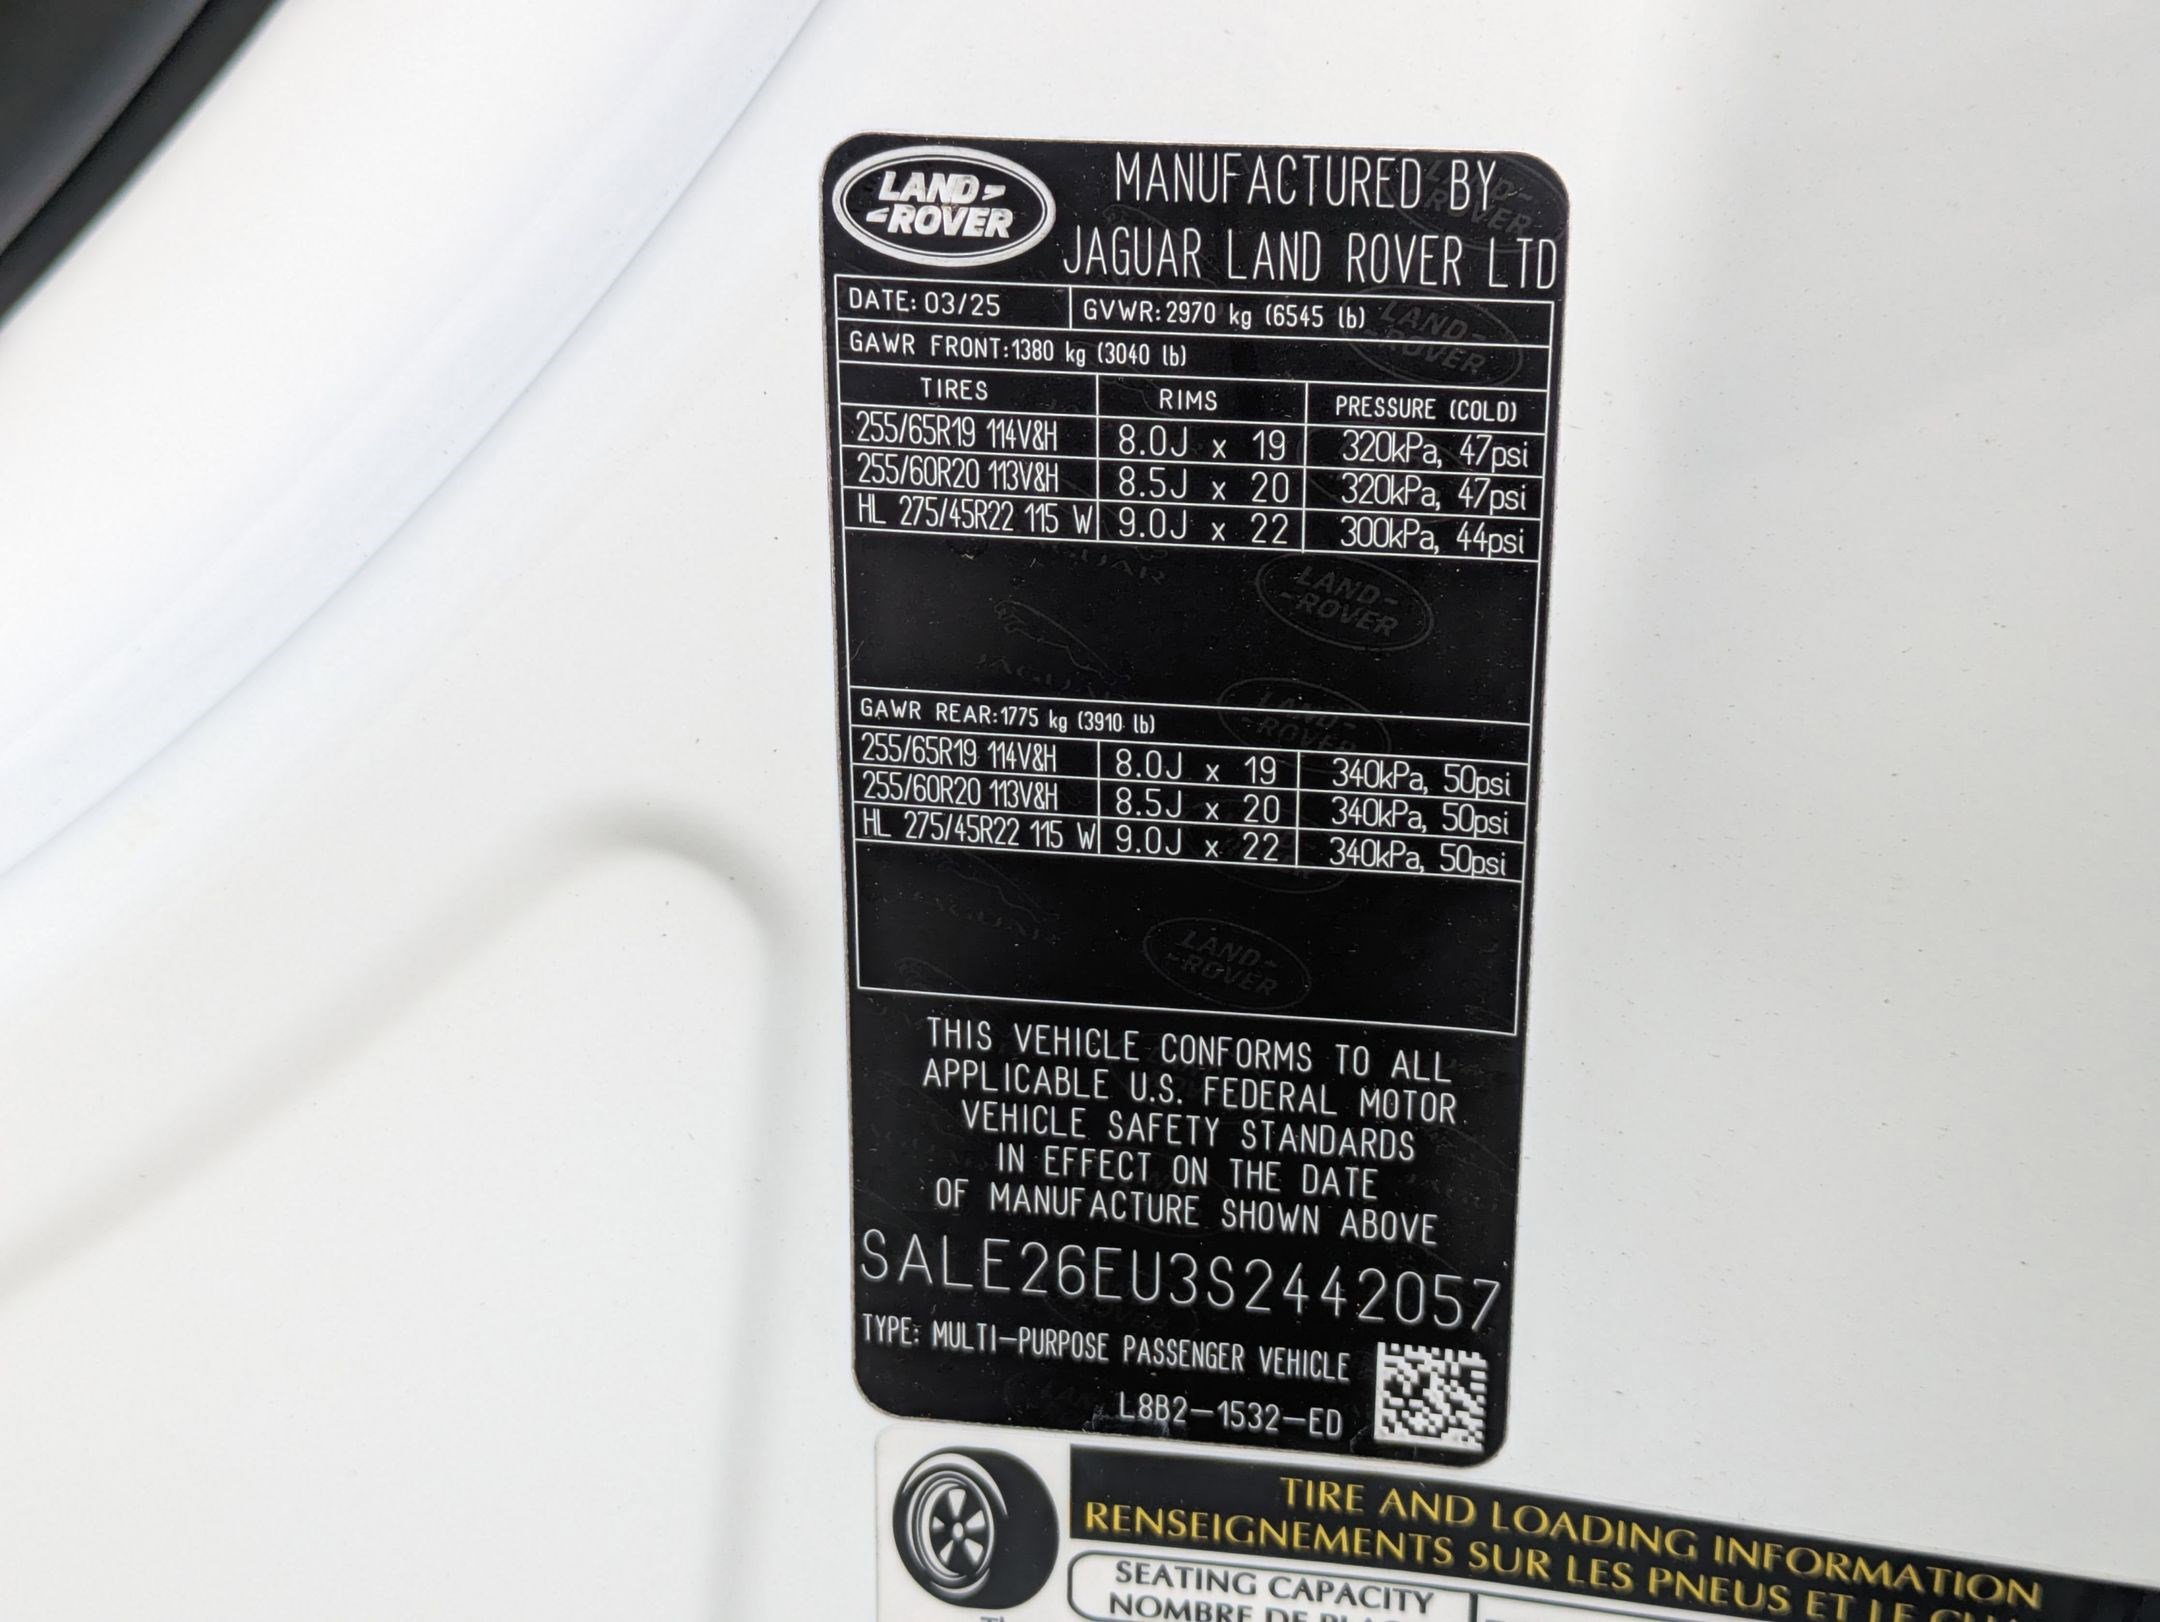 LAND-
-ROVER
MANUFACTURED BY
JAGUAR LAND ROVER LTD
DATE: 03/25 GVWR: 2970 kg (6545 lb)
GAWR FRONT: 1380 kg (3040 lb)
TIRES RIMS PRESSURE (COLD)
255/65R19 114V&H 8.0J x 19 320kPa, 47psi
255/60R20 113V&H 8.5J x 20 320kPa, 47psi
HL 275/45R22 115 W 9.0J x 22 300kPa, 44psi
GAWR REAR: 1775 kg (3910 lb)
255/65R19 114V&H 8.0J x 19 340kPa, 50psi
255/60R20 113V&H 8.5J x 20 340kPa, 50psi
HL 275/45R22 115 W 9.0J x 22 340kPa, 50psi
THIS VEHICLE CONFORMS TO ALL
APPLICABLE U.S. FEDERAL MOTOR
VEHICLE SAFETY STANDARDS
IN EFFECT ON THE DATE
OF MANUFACTURE SHOWN ABOVE
SALE26EU3S2442057
TYPE: MULTI-PURPOSE PASSENGER VEHICLE
L8B2-1532-ED
TIRE AND LOADING INFORMATION
RENSEIGNEMENTS SUR LES PNEUS ET LE
SEATING CAPACITY
NOMBRE DE